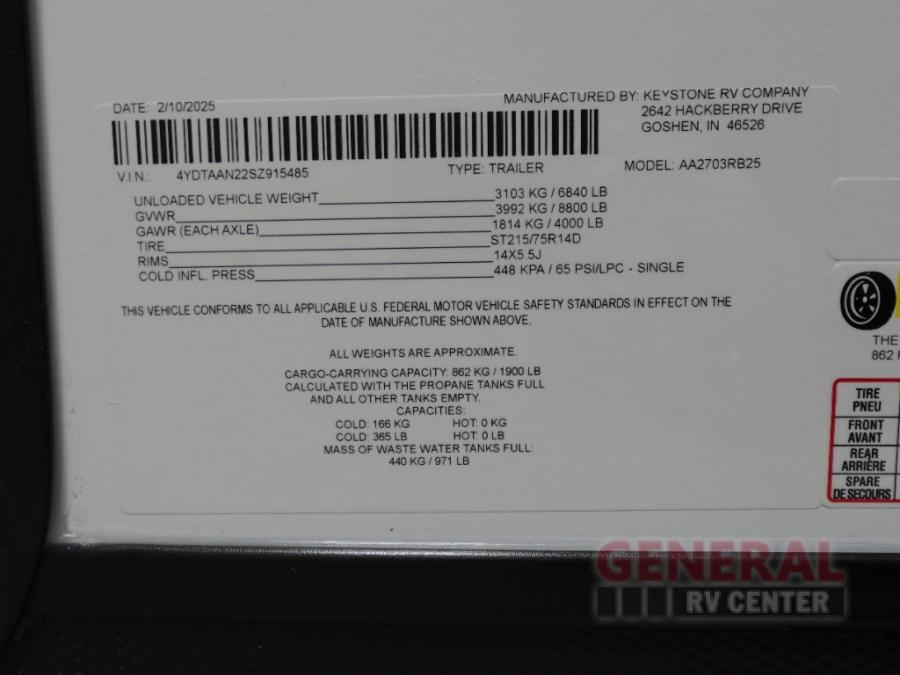 DATE: 2/10/2025
MANUFACTURED BY: KEYSTONE RV COMPANY
2642 HACKBERRY DRIVE
GOSHEN, IN 46526
V.I.N.: 4YDTAAN22SZ915485 TYPE: TRAILER MODEL: AA2703RB25
UNLOADED VEHICLE WEIGHT 3103 KG / 6840 LB
GVWR 3992 KG / 8800 LB
GAWR (EACH AXLE) 1814 KG / 4000 LB
TIRE ST215/75R14D
RIMS 14X5.5J
COLD INFL. PRESS 448 KPA / 65 PSI/LPC - SINGLE
THIS VEHICLE CONFORMS TO ALL APPLICABLE U.S. FEDERAL MOTOR VEHICLE SAFETY STANDARDS IN EFFECT ON THE
DATE OF MANUFACTURE SHOWN ABOVE.
ALL WEIGHTS ARE APPROXIMATE.
CARGO-CARRYING CAPACITY: 862 KG / 1900 LB
CALCULATED WITH THE PROPANE TANKS FULL
AND ALL OTHER TANKS EMPTY.
CAPACITIES:
COLD: 166 KG HOT: 0 KG
COLD: 365 LB HOT: 0 LB
MASS OF WASTE WATER TANKS FULL:
440 KG / 971 LB
THE
862
TIRE
PNEU
FRONT
AVANT
REAR
ARRIÈRE
SPARE
DE SECOURS
GENERAL
RV CENTER